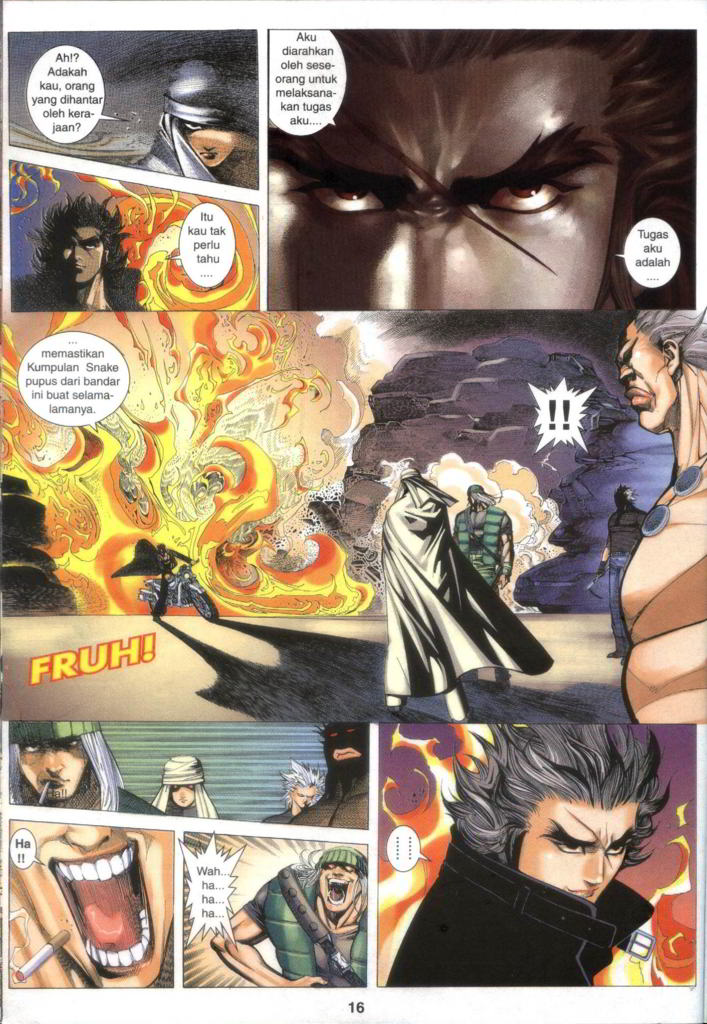 Ah!?
Adakah
kau, orang
yang dihantar
oleh kera-
jaan?
Aku
diarahkan
oleh sese-
orang untuk
melaksana-
kan tugas
aku....
Itu
kau tak
perlu
tahu
....
Tugas
aku
adalah
....
...
memastikan
Kumpulan Snake
pupus dari bandar
ini buat selama-
lamanya.
!!
FRUH!
Ha
!!
Wah...
ha...
ha...
ha...
16